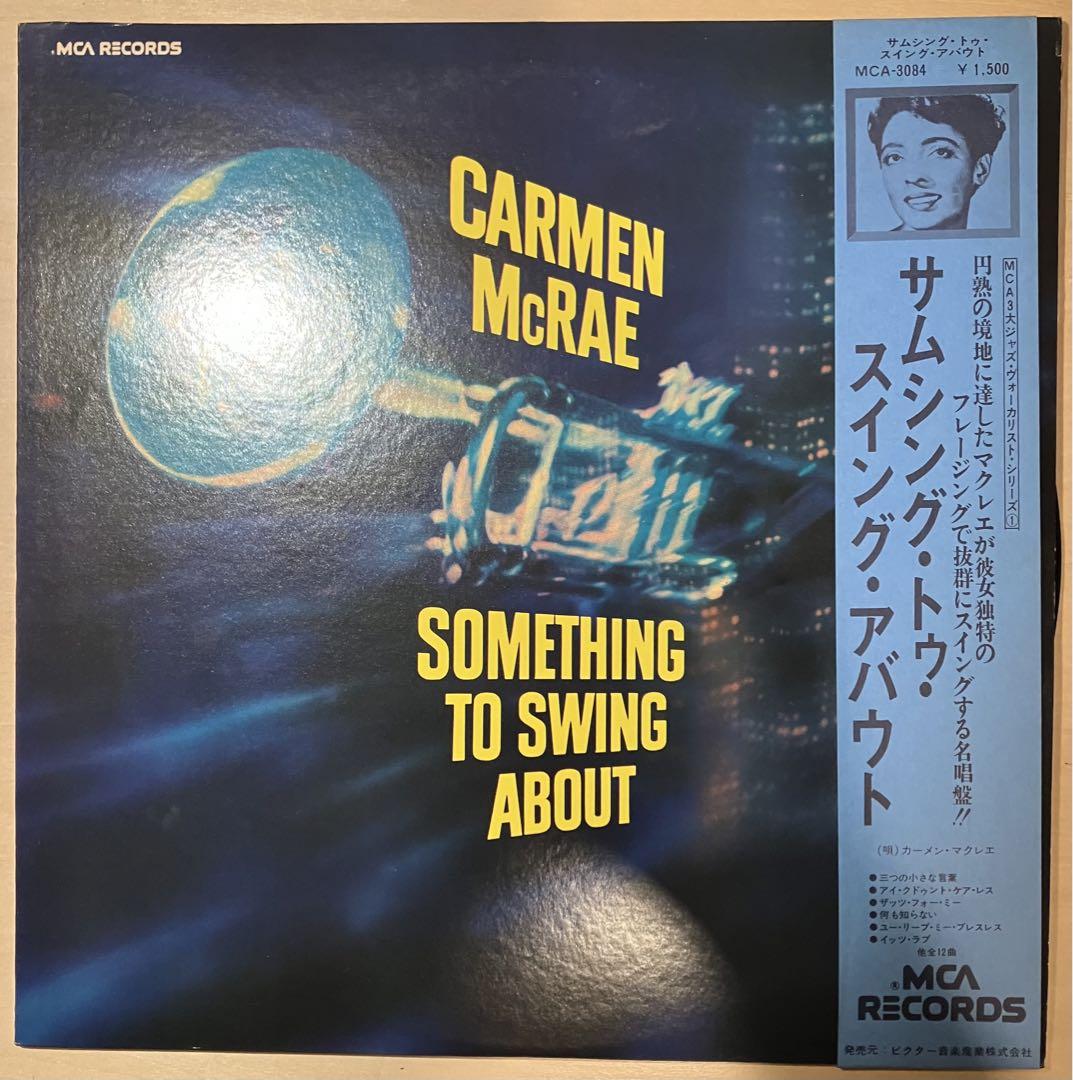 MCA RECORDS
CARMEN
McRAE
SOMETHING
TO SWING
ABOUT
サムシング・トゥ・
スイング・アバウト
MCA-3084 ¥1,500
MCA3大ジャズ・ヴォーカリスト・シリーズ①
円熟の境地に達したマクレエが彼女独特の
フレージングで抜群にスイングする名唱盤!!
サムシング・トゥ・
スイング・アバウト
(唄)カーメン・マクレエ
●三つの小さな言葉
●アイ・クドゥント・ケア・レス
●ザッツ・フォー・ミー
●何も知らない
●ユー・リーブ・ミー・ブレスレス
●イッツ・ラブ
他全12曲
®MCA
RECORDS
発売元:ビクター音楽産業株式会社